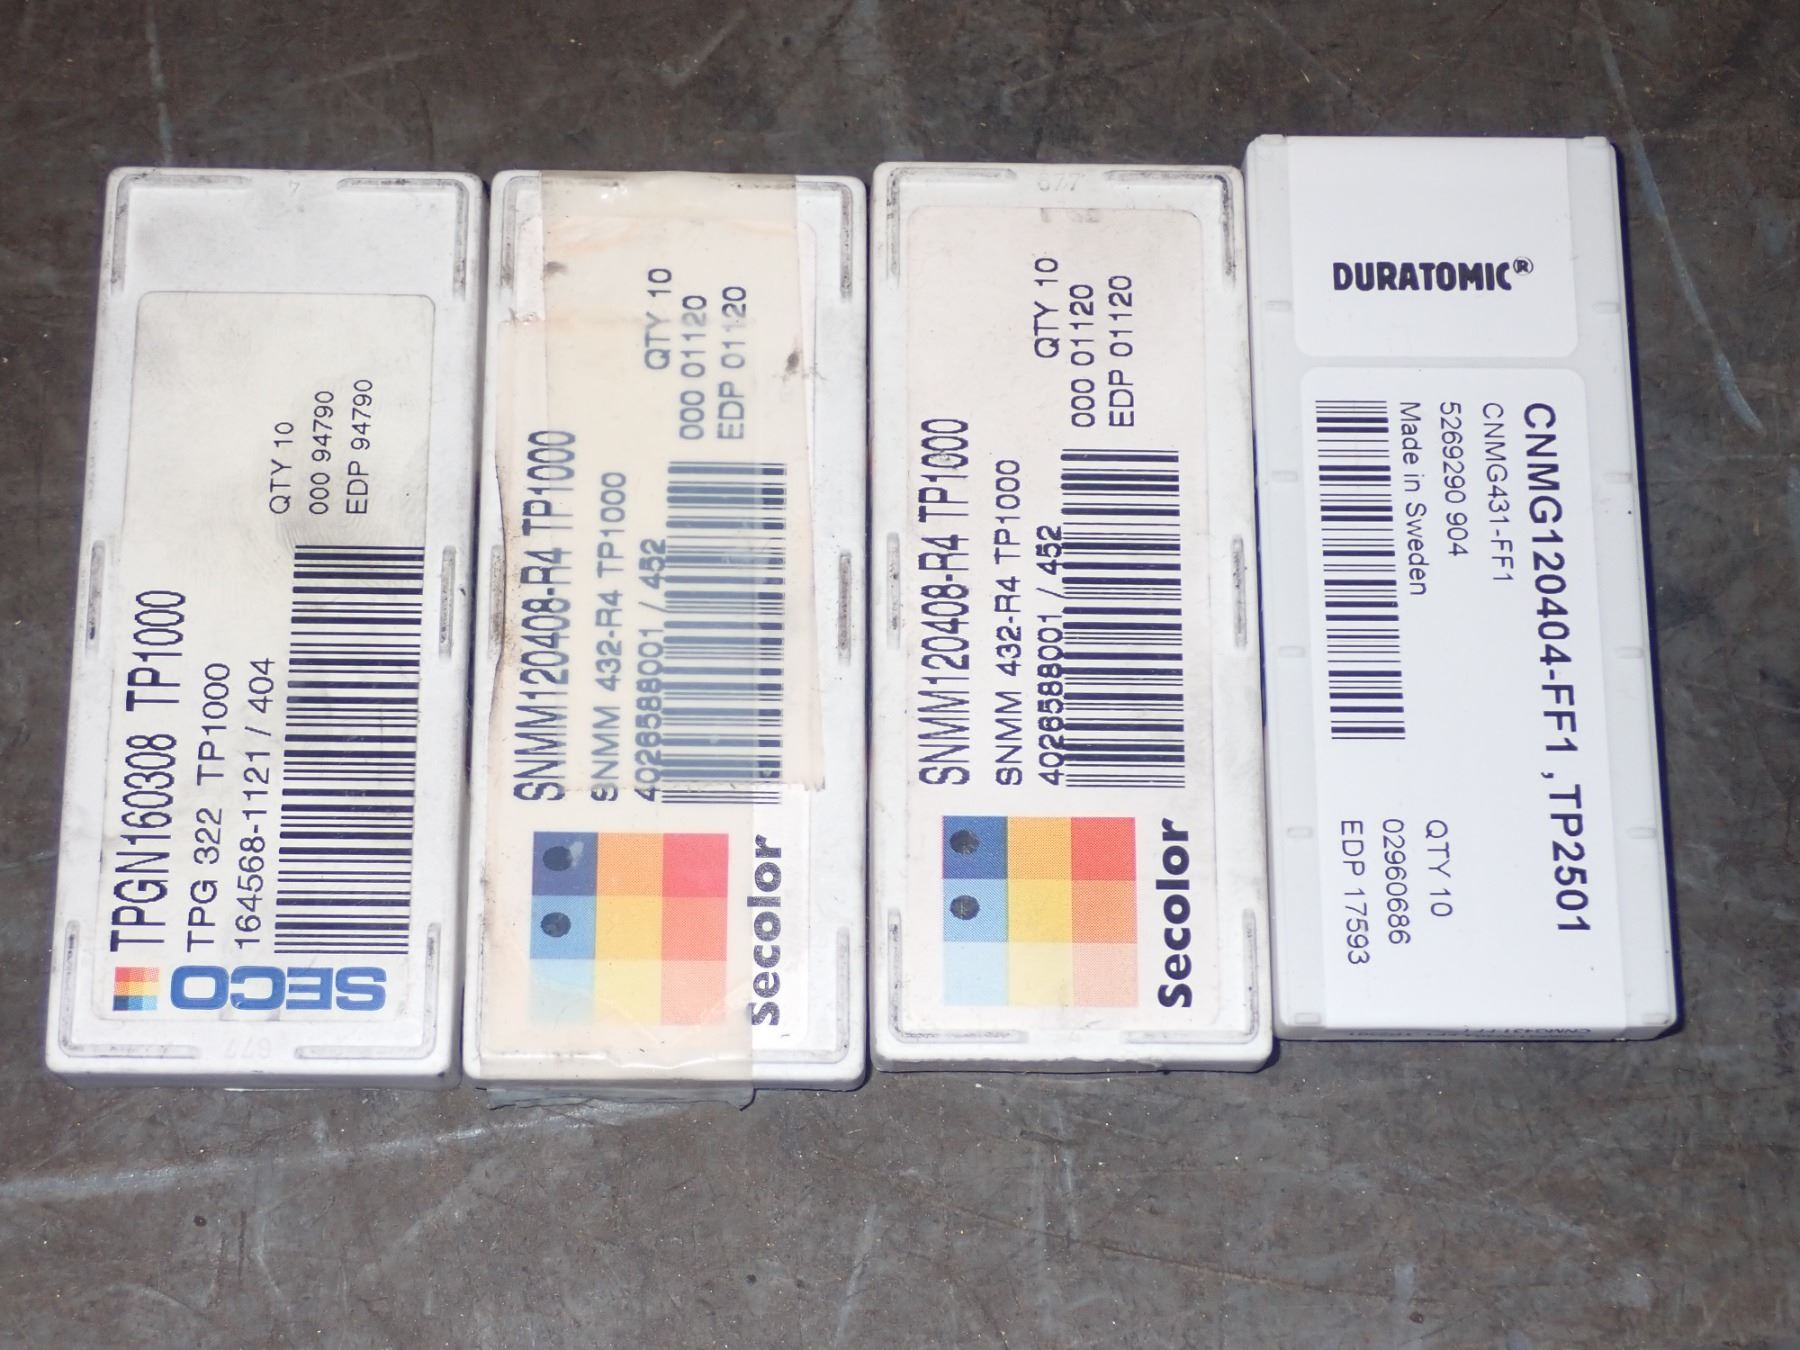 TPGN160308 TP1000
TPG 322 TP1000
164568-1121 / 404
QTY 10
000 94790
EDP 94790
SECO
677
SNMM120408-R4 TP1000
SNMM 432-R4 TP1000
4026588001 / 452
QTY 10
000 01120
EDP 01120
Secolor
677
SNMM120408-R4 TP1000
SNMM 432-R4 TP1000
4026588001 / 452
QTY 10
000 01120
EDP 01120
Secolor
DURATOMIC®
CNMG120404-FF1 ,TP2501
CNMG431-FF1
5269290 904
Made in Sweden
QTY 10
02960686
EDP 17593